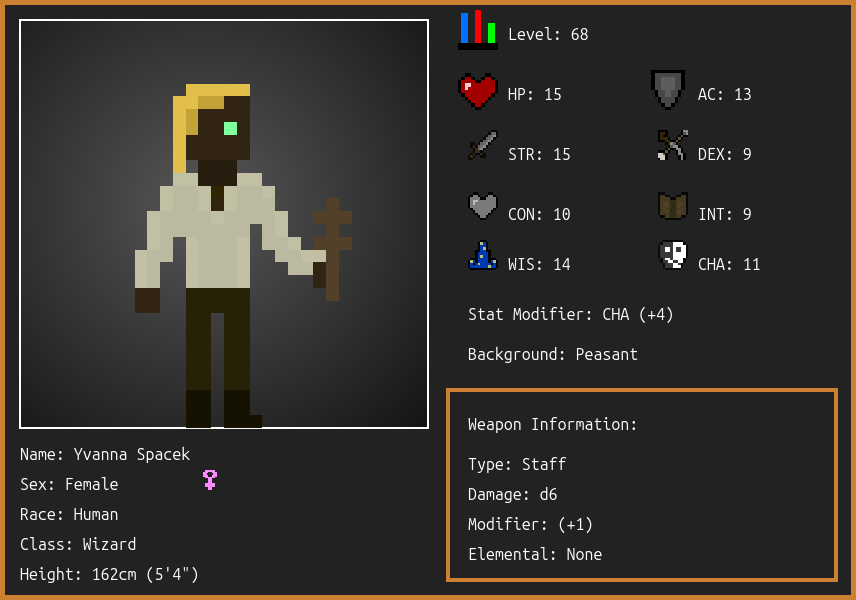 Level: 68
HP: 15
AC: 13
STR: 15
DEX: 9
CON: 10
INT: 9
WIS: 14
CHA: 11
Stat Modifier: CHA (+4)
Background: Peasant
Weapon Information:
Type: Staff
Damage: d6
Modifier: (+1)
Elemental: None
Name: Yvanna Spacek
Sex: Female
Race: Human
Class: Wizard
Height: 162cm (5'4")